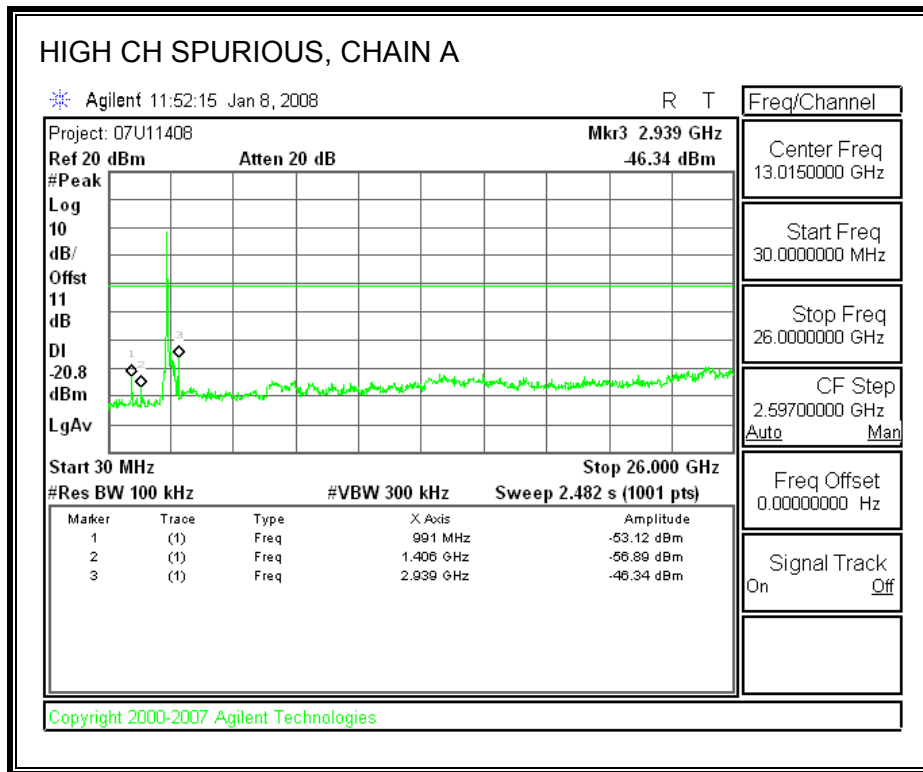 HIGH CH SPURIOUS, CHAIN A
Agilent 11:52:15 Jan 8, 2008 R T
Project: 07U11408 Mkr3 2.939 GHz
Ref 20 dBm Atten 20 dB -46.34 dBm
#Peak
Log
10
dB/
Offst
11
dB
DI
-20.8
dBm
LgAv
1
2
3
Start 30 MHz Stop 26.000 GHz
#Res BW 100 kHz #VBW 300 kHz Sweep 2.482 s (1001 pts)
Marker Trace Type X Axis Amplitude
1 (1) Freq 991 MHz -53.12 dBm
2 (1) Freq 1.406 GHz -56.89 dBm
3 (1) Freq 2.939 GHz -46.34 dBm
Freq/Channel
Center Freq
13.0150000 GHz
Start Freq
30.0000000 MHz
Stop Freq
26.0000000 GHz
CF Step
2.59700000 GHz
Auto Man
Freq Offset
0.00000000 Hz
Signal Track
On Off
Copyright 2000-2007 Agilent Technologies